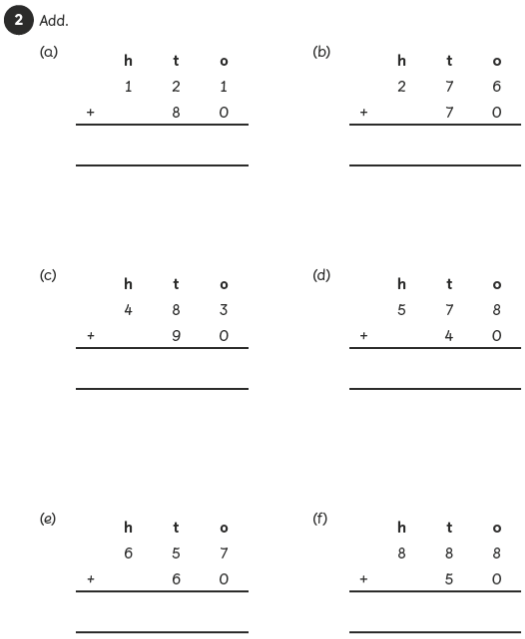 2 Add.
(a) (b)
h t o h t o
1 2 1 2 7 6
+ 8 0 + 7 0
(c) (d)
h t o h t o
4 8 3 5 7 8
+ 9 0 + 4 0
(e) (f)
h t o h t o
6 5 7 8 8 8
+ 6 0 + 5 0